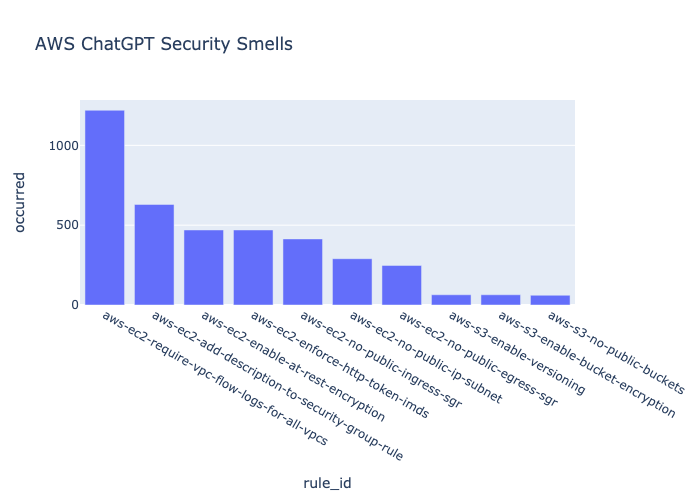 AWS ChatGPT Security Smells
occurred
1000
500
0
aws-ec2-require-vpc-flow-logs-for-all-vpcs
aws-ec2-add-description-to-security-group-rule
aws-ec2-enable-at-rest-encryption
aws-ec2-enforce-http-token-imds
aws-ec2-no-public-ingress-sgr
aws-ec2-no-public-ip-subnet
aws-ec2-no-public-egress-sgr
aws-s3-enable-versioning
aws-s3-enable-bucket-encryption
aws-s3-no-public-buckets
rule_id